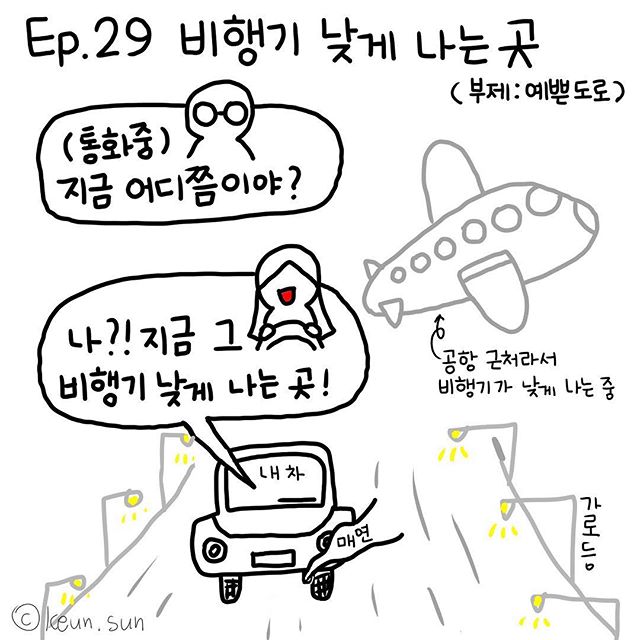 Ep.29 비행기 낮게 나는 곳
(부제:예쁜도로)
(통화중)
지금 어디쯤이야?
나?! 지금 그
비행기 낮게 나는 곳!
공항 근처라서
비행기가 낮게 나는 중
내차
매연
가로등
©keun.sun